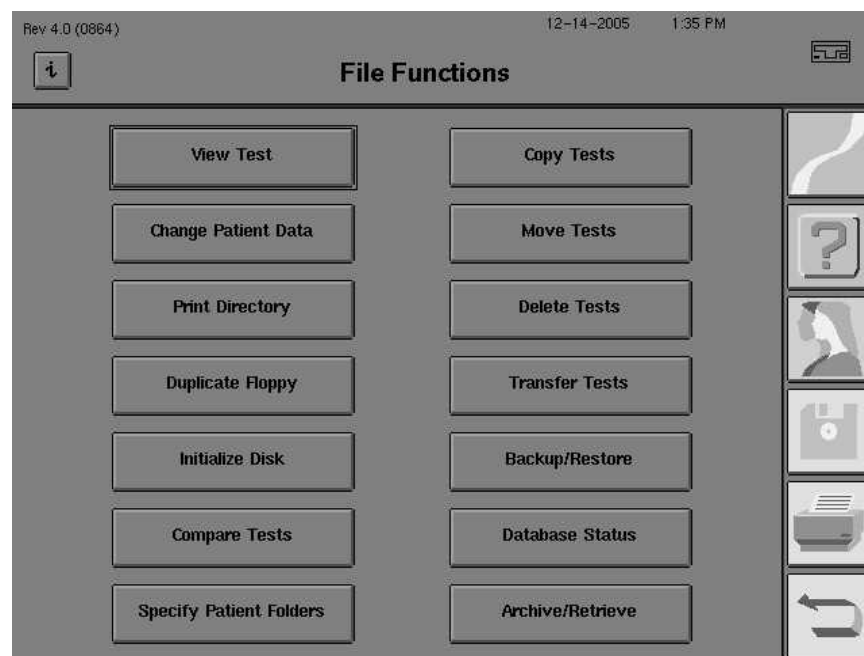 Rev 4.0 (0864)
12-14-2005 1:35 PM
i
File Functions
View Test
Copy Tests
Change Patient Data
Move Tests
Print Directory
Delete Tests
Duplicate Floppy
Transfer Tests
Initialize Disk
Backup/Restore
Compare Tests
Database Status
Specify Patient Folders
Archive/Retrieve
?